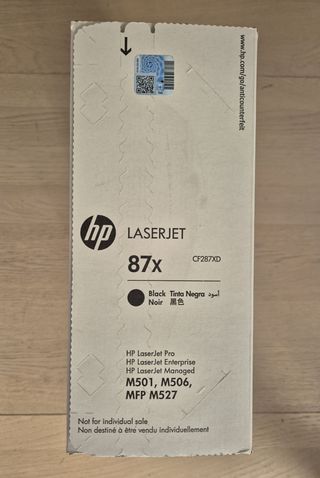 www.hp.com/go/anticounterfeit
hp
LASERJET
87x
CF287XD
Black Tinta Negra أسود
Noir 黑色
HP LaserJet Pro
HP LaserJet Enterprise
HP LaserJet Managed
M501, M506,
MFP M527
Not for individual sale
Non destiné à être vendu individuellement